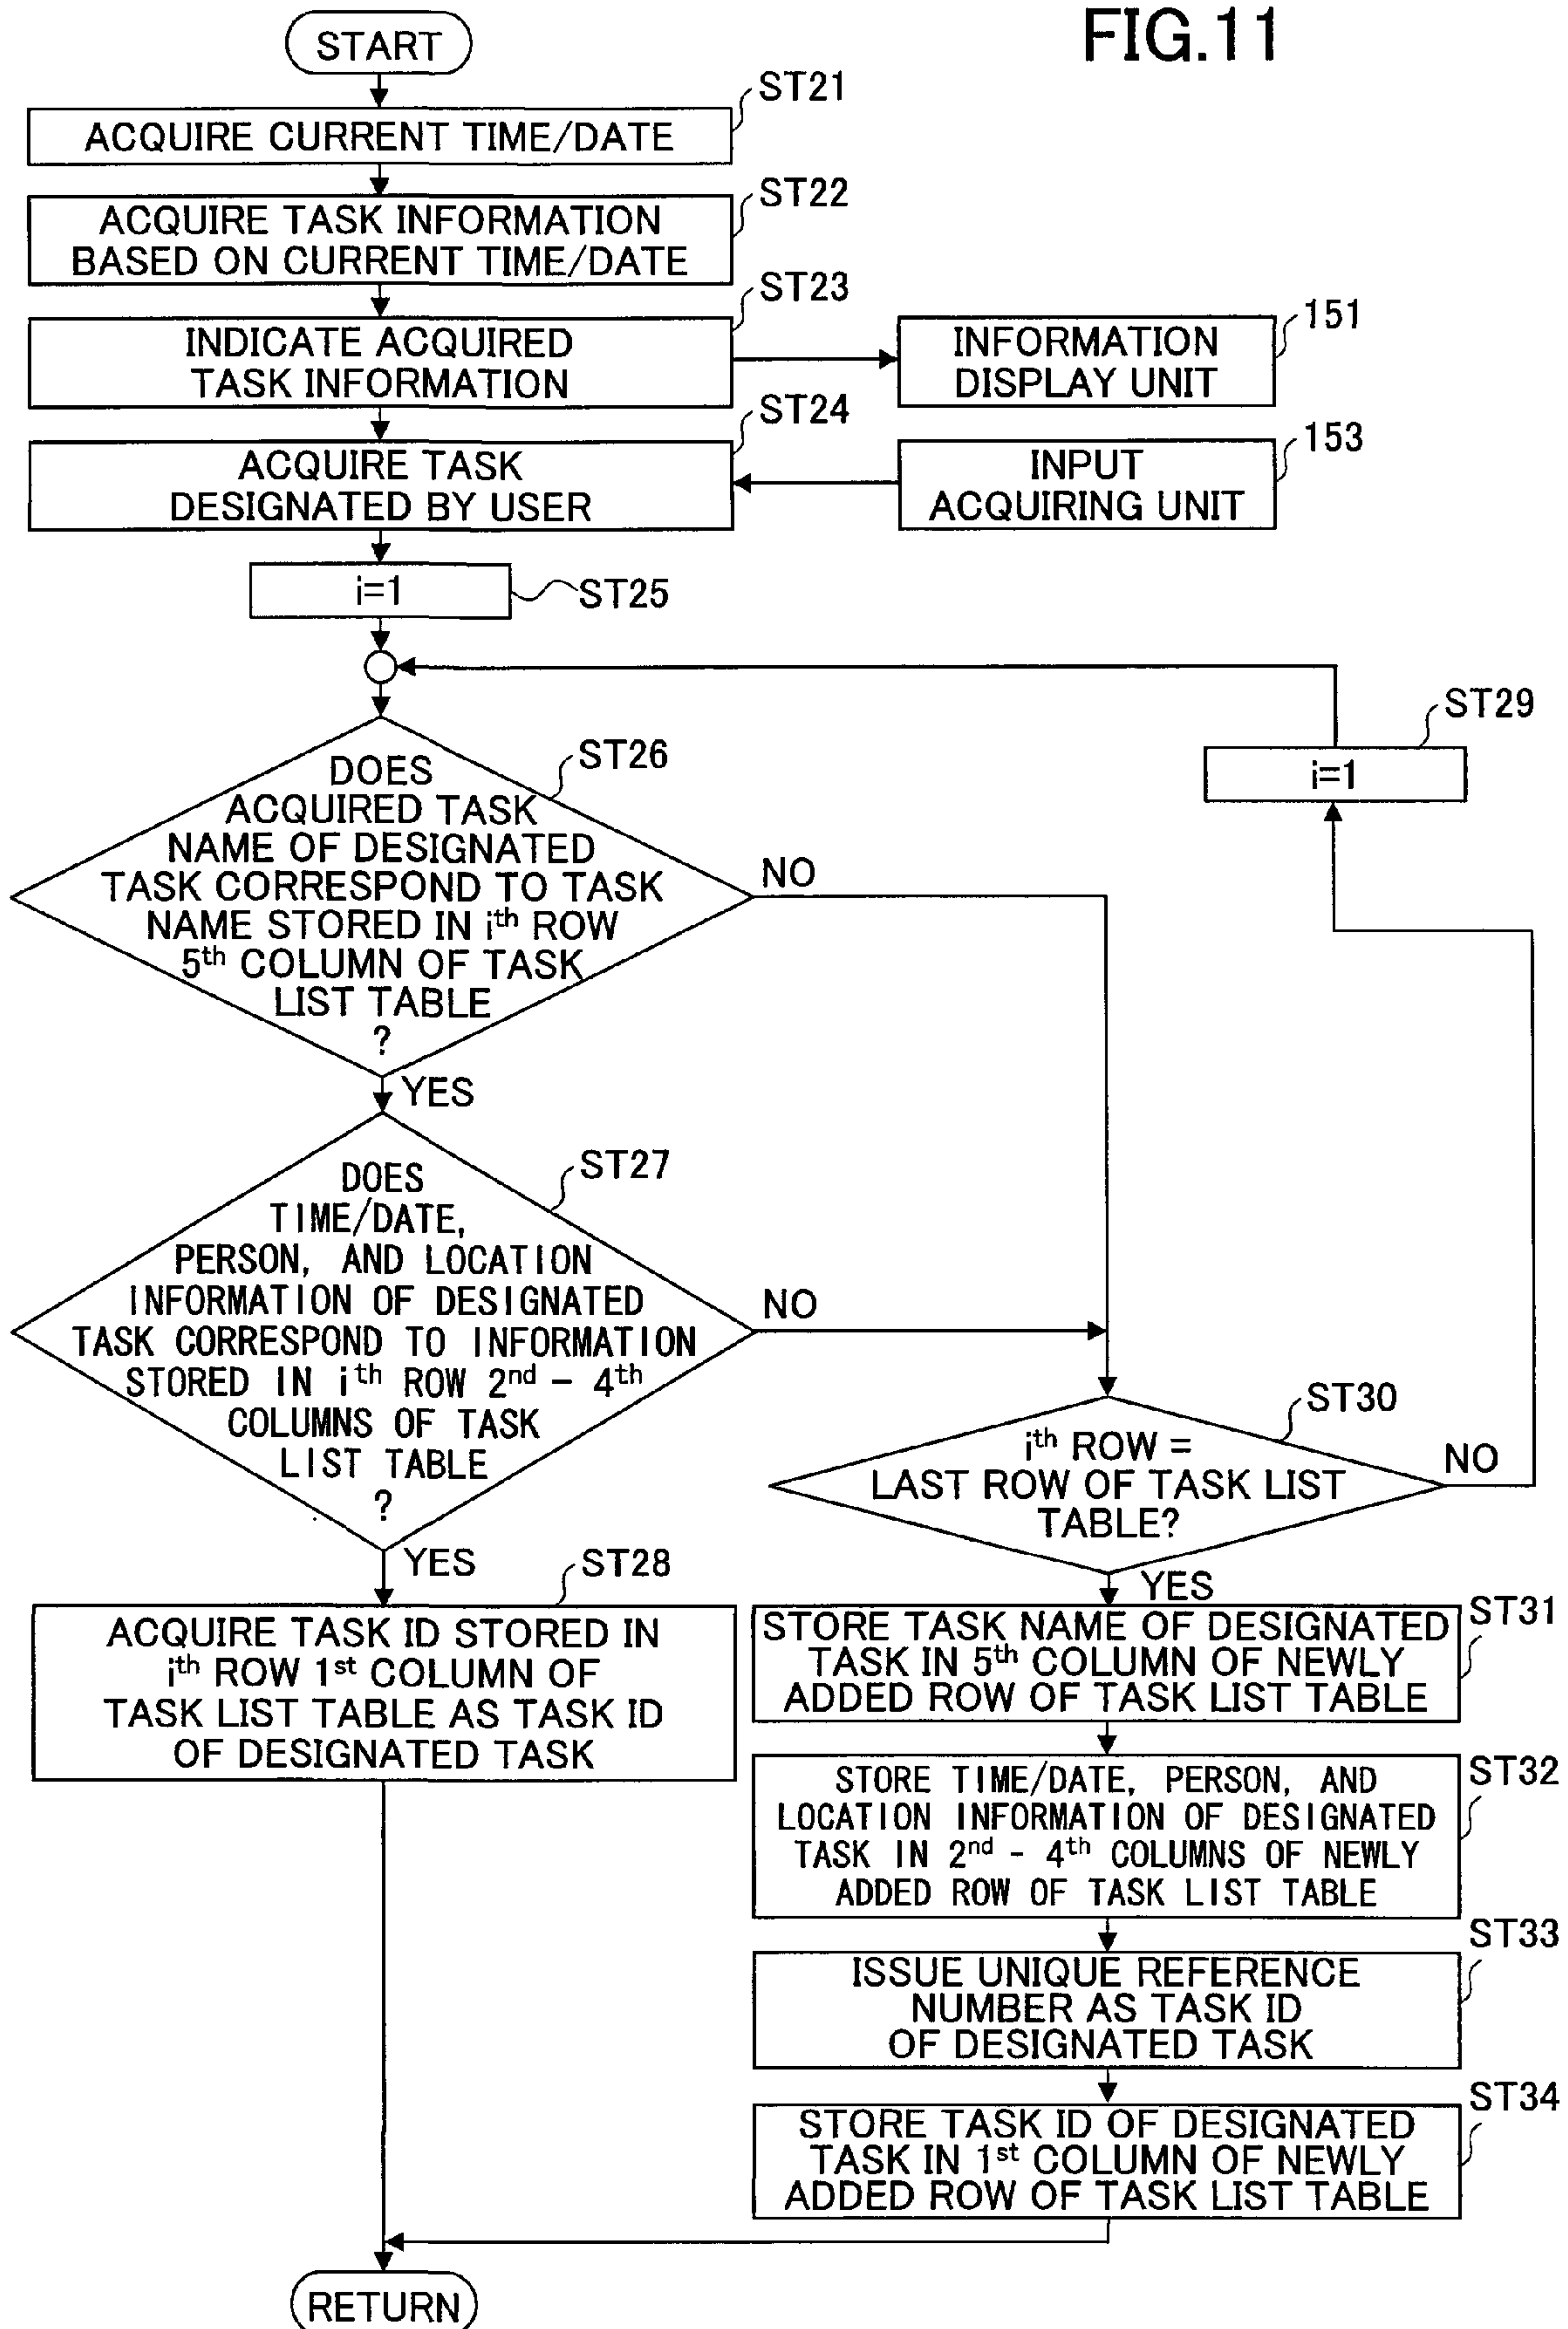 FIG.11
START
ST21
ACQUIRE CURRENT TIME/DATE
ST22
ACQUIRE TASK INFORMATION
BASED ON CURRENT TIME/DATE
ST23
INDICATE ACQUIRED
TASK INFORMATION
151
INFORMATION
DISPLAY UNIT
ST24
ACQUIRE TASK
DESIGNATED BY USER
153
INPUT
ACQUIRING UNIT
i=1
ST25
ST29
i=1
ST26
DOES
ACQUIRED TASK
NAME OF DESIGNATED
TASK CORRESPOND TO TASK
NAME STORED IN ith ROW
5th COLUMN OF TASK
LIST TABLE
?
NO
YES
ST27
DOES
TIME/DATE,
PERSON, AND LOCATION
INFORMATION OF DESIGNATED
TASK CORRESPOND TO INFORMATION
STORED IN ith ROW 2nd - 4th
COLUMNS OF TASK
LIST TABLE
?
NO
YES
ST30
ith ROW =
LAST ROW OF TASK LIST
TABLE?
NO
YES
ST28
ACQUIRE TASK ID STORED IN
ith ROW 1st COLUMN OF
TASK LIST TABLE AS TASK ID
OF DESIGNATED TASK
ST31
STORE TASK NAME OF DESIGNATED
TASK IN 5th COLUMN OF NEWLY
ADDED ROW OF TASK LIST TABLE
ST32
STORE TIME/DATE, PERSON, AND
LOCATION INFORMATION OF DESIGNATED
TASK IN 2nd - 4th COLUMNS OF NEWLY
ADDED ROW OF TASK LIST TABLE
ST33
ISSUE UNIQUE REFERENCE
NUMBER AS TASK ID
OF DESIGNATED TASK
ST34
STORE TASK ID OF DESIGNATED
TASK IN 1st COLUMN OF NEWLY
ADDED ROW OF TASK LIST TABLE
RETURN